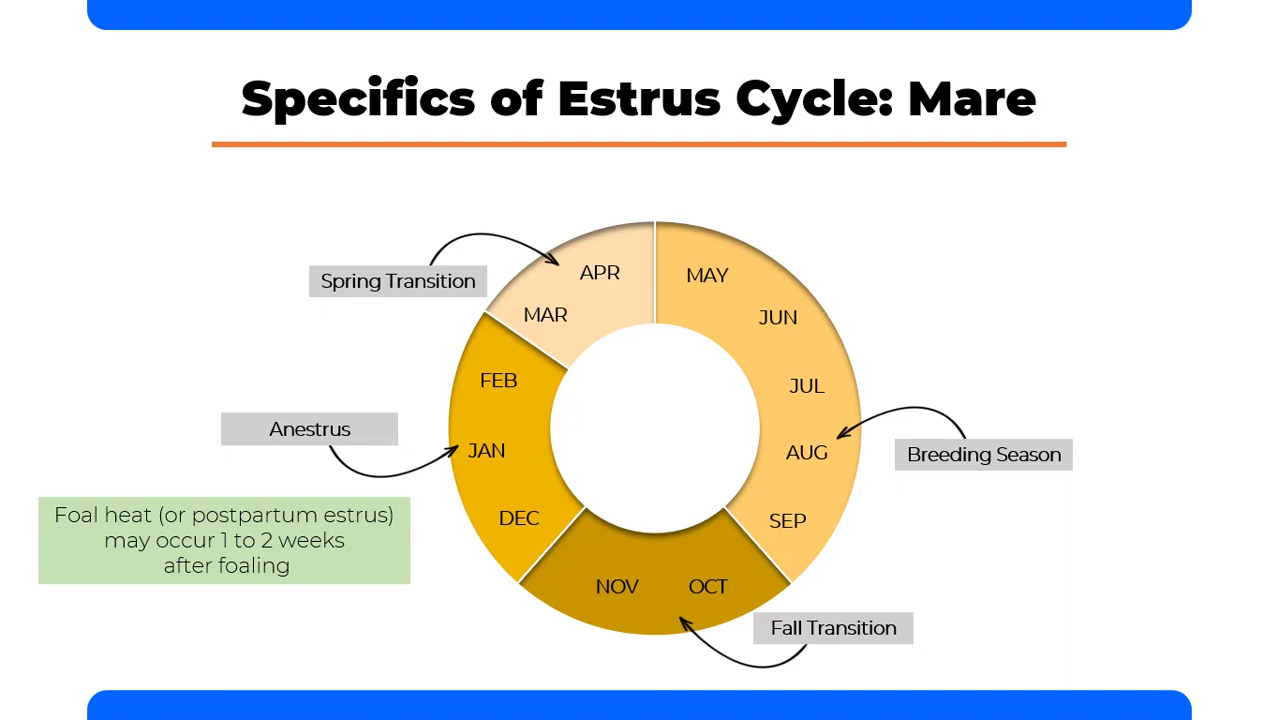 Specifics of Estrus Cycle: Mare
Spring Transition
APR
MAR
MAY
JUN
JUL
AUG
SEP
Breeding Season
FEB
JAN
DEC
Anestrus
Foal heat (or postpartum estrus)
may occur 1 to 2 weeks
after foaling
NOV
OCT
Fall Transition